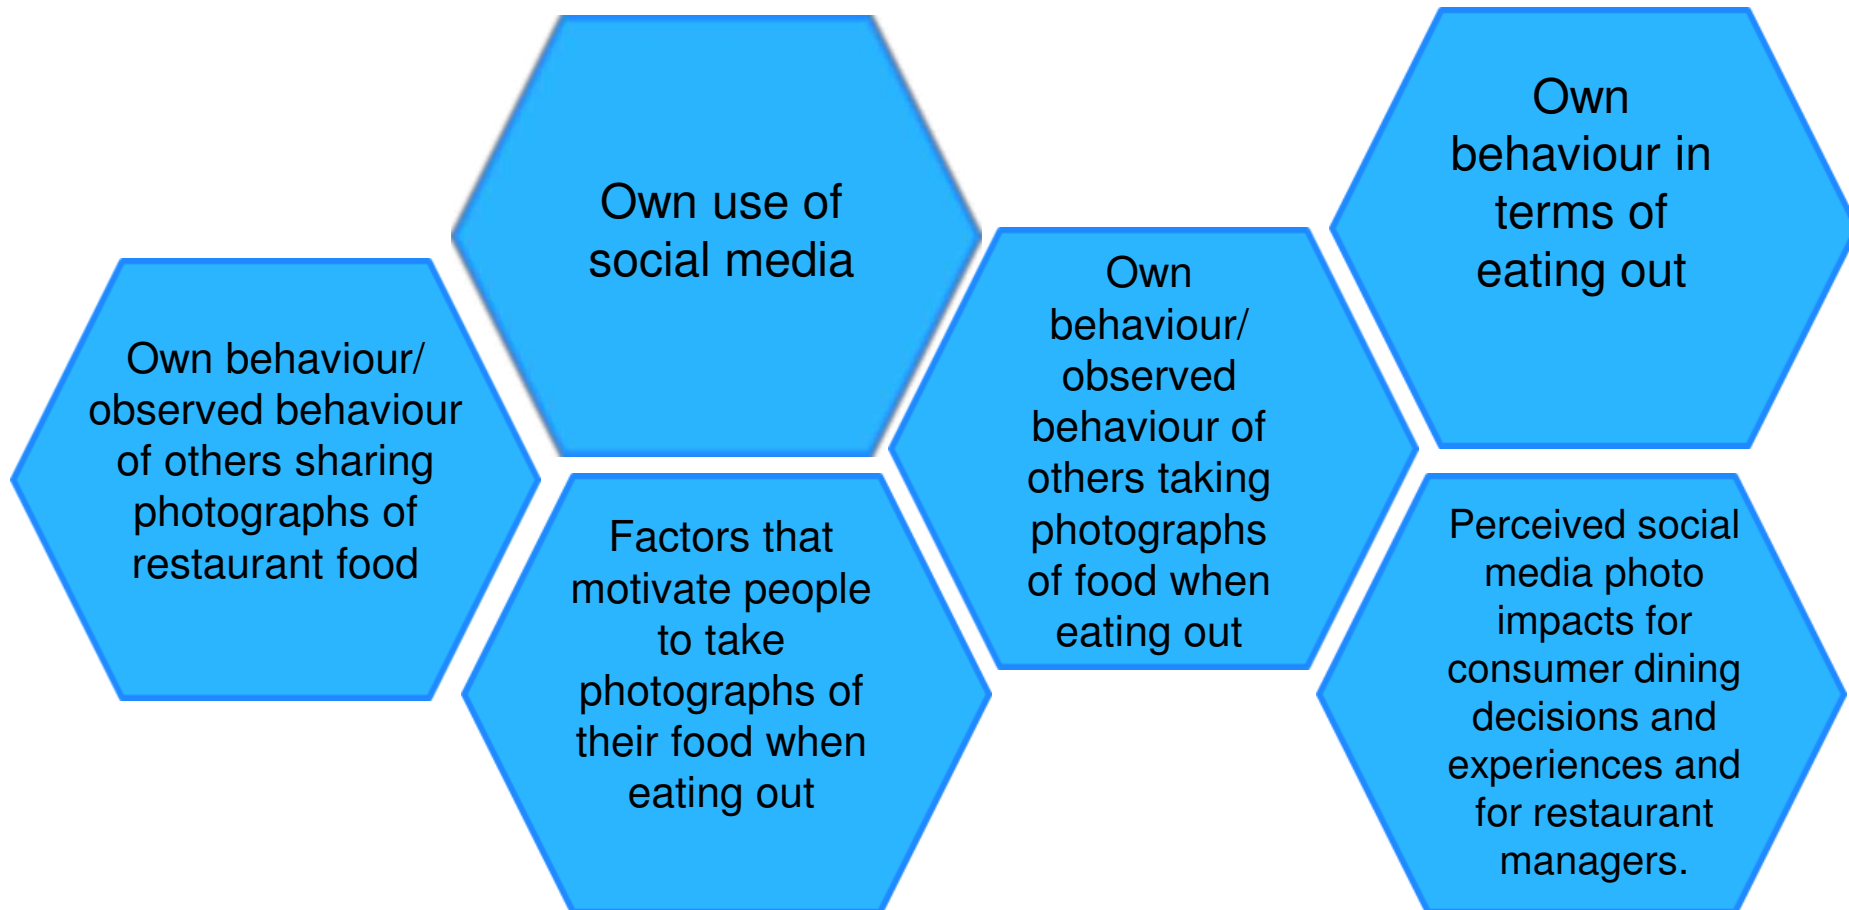 Own use of
social media
Own
behaviour in
terms of
eating out
Own behaviour/
observed behaviour
of others sharing
photographs of
restaurant food
Own
behaviour/
observed
behaviour of
others taking
photographs
of food when
eating out
Factors that
motivate people
to take
photographs of
their food when
eating out
Perceived social
media photo
impacts for
consumer dining
decisions and
experiences and
for restaurant
managers.